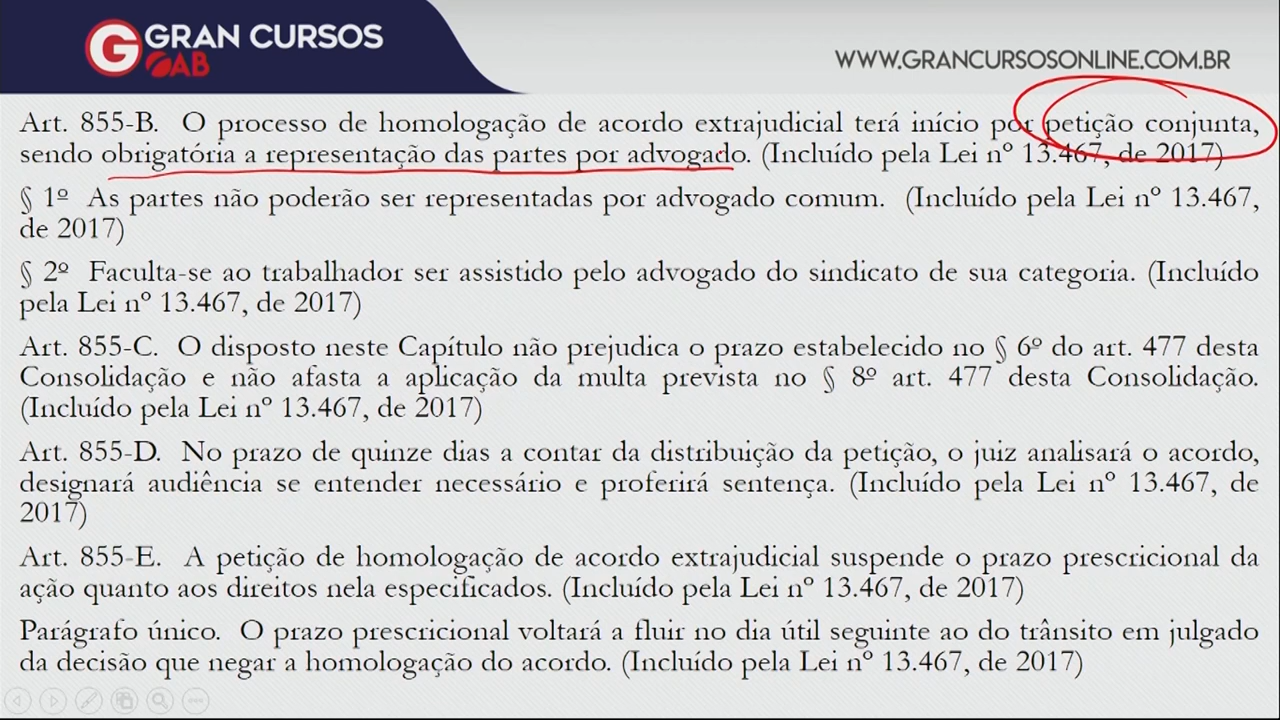 GRAN CURSOS
OAB
WWW.GRANCURSOSONLINE.COM.BR
Art. 855-B. O processo de homologação de acordo extrajudicial terá início por petição conjunta,
sendo obrigatória a representação das partes por advogado. (Incluído pela Lei nº 13.467, de 2017)
§ 1º As partes não poderão ser representadas por advogado comum. (Incluído pela Lei nº 13.467,
de 2017)
§ 2º Faculta-se ao trabalhador ser assistido pelo advogado do sindicato de sua categoria. (Incluído
pela Lei nº 13.467, de 2017)
Art. 855-C. O disposto neste Capítulo não prejudica o prazo estabelecido no § 6º do art. 477 desta
Consolidação e não afasta a aplicação da multa prevista no § 8º art. 477 desta Consolidação.
(Incluído pela Lei nº 13.467, de 2017)
Art. 855-D. No prazo de quinze dias a contar da distribuição da petição, o juiz analisará o acordo,
designará audiência se entender necessário e proferirá sentença. (Incluído pela Lei nº 13.467, de
2017)
Art. 855-E. A petição de homologação de acordo extrajudicial suspende o prazo prescricional da
ação quanto aos direitos nela especificados. (Incluído pela Lei nº 13.467, de 2017)
Parágrafo único. O prazo prescricional voltará a fluir no dia útil seguinte ao do trânsito em julgado
da decisão que negar a homologação do acordo. (Incluído pela Lei nº 13.467, de 2017)